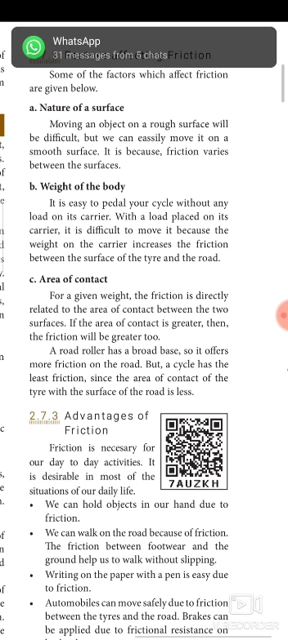 WhatsApp
31 messages from 5 chats
Friction
Some of the factors which affect friction
are given below.
a. Nature of a surface
Moving an object on a rough surface will
be difficult, but we can eassily move it on a
smooth surface. It is because, friction varies
between the surfaces.
b. Weight of the body
It is easy to pedal your cycle without any
load on its carrier. With a load placed on its
carrier, it is difficult to move it because the
weight on the carrier increases the friction
between the surface of the tyre and the road.
c. Area of contact
For a given weight, the friction is directly
related to the area of contact between the two
surfaces. If the area of contact is greater, then,
the friction will be greater too.
A road roller has a broad base, so it offers
more friction on the road. But, a cycle has the
least friction, since the area of contact of the
tyre with the surface of the road is less.
2.7.3 Advantages of
Friction
7AUZKH
Friction is necesary for
our day to day activities. It
is desirable in most of the
situations of our daily life.
• We can hold objects in our hand due to
friction.
• We can walk on the road because of friction.
The friction between footwear and the
ground help us to walk without slipping.
• Writing on the paper with a pen is easy due
to friction.
• Automobiles can move safely due to friction
between the tyres and the road. Brakes can
be applied due to frictional resistance on